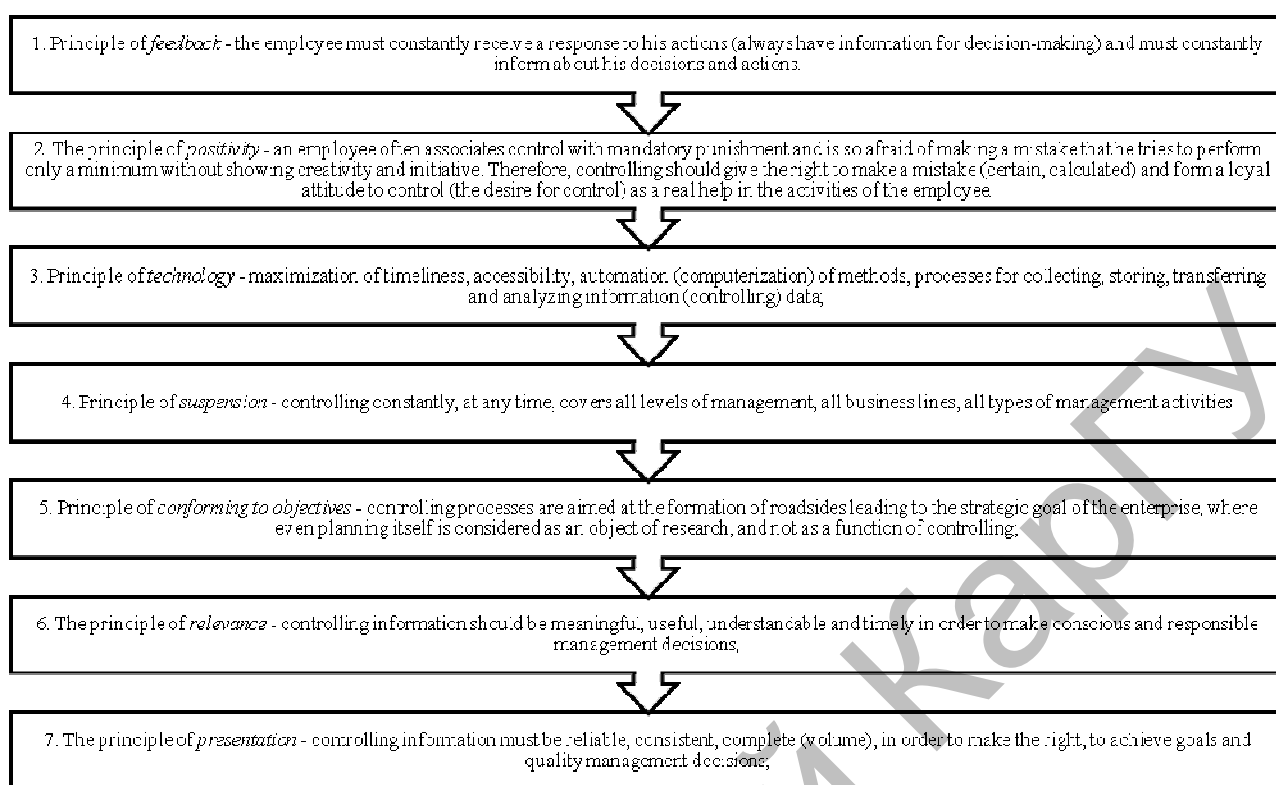 1. Principle of feedback - the employee must constantly receive a response to his actions (always have information for decision-making) and must constantly
inform about his decisions and actions.
2. The principle of positivity - an employee often associates control with mandatory punishment and is so afraid of making a mistake that he tries to perform
only a minimum without showing creativity and initiative. Therefore, controlling should give the right to make a mistake (certain, calculated) and form a loyal
attitude to control (the desire for control) as a real help in the activities of the employee.
3. Principle of technology - maximization of timeliness, accessibility, automation (computerization) of methods, processes for collecting, storing, transferring
and analyzing information (controlling) data;
4. Principle of suspension - controlling constantly, at any time, covers all levels of management, all business lines, all types of management activities
5. Principle of conforming to objectives - controlling processes are aimed at the formation of roadsides leading to the strategic goal of the enterprise, where
even planning itself is considered as an object of research, and not as a function of controlling;
6. The principle of relevance - controlling information should be meaningful, useful, understandable and timely in order to make conscious and responsible
management decisions;
7. The principle of presentation - controlling information must be reliable, consistent, complete (volume), in order to make the right, to achieve goals and
quality management decisions;
й КарГУ